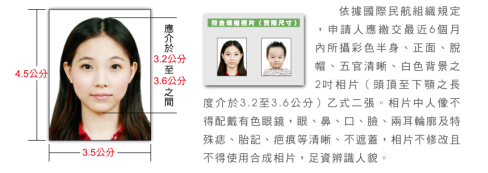 4.5公分
3.5公分
應介於
3.2公分
至
3.6公分
之間
符合規格相片（實際尺寸）
依據國際民航組織規定
，申請人應繳交最近6個月
內所攝彩色半身、正面、脫
帽、五官清晰、白色背景之
2吋相片（頭頂至下顎之長
度介於3.2至3.6公分）乙式二張。相片中人像不
得配戴有色眼鏡，眼、鼻、口、臉、兩耳輪廓及特
殊痣、胎記、疤痕等清晰、不遮蓋，相片不修改且
不得使用合成相片，足資辨識人貌。